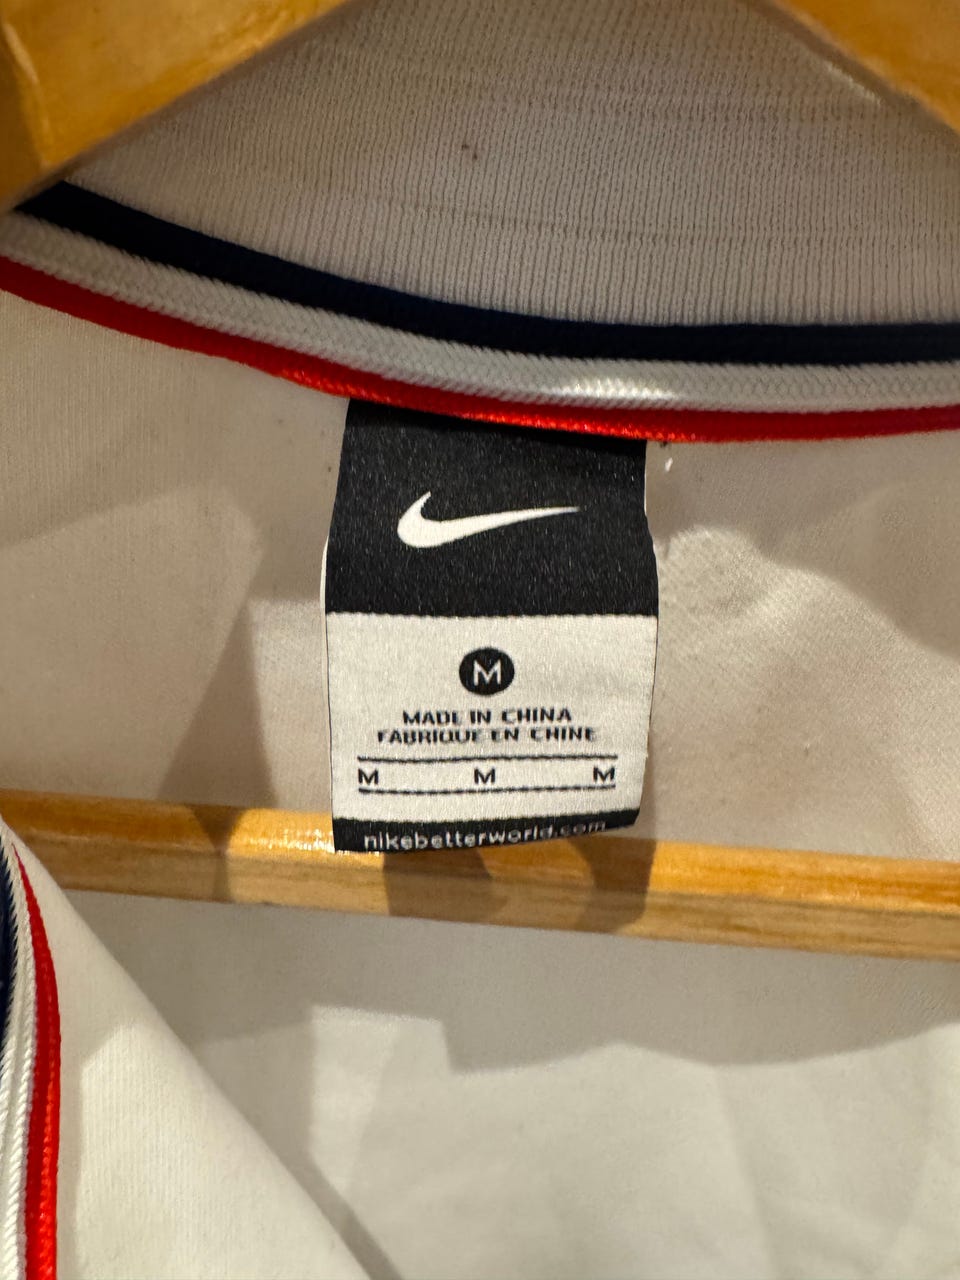 M
MADE IN CHINA
FABRIQUE EN CHINE
M M M
nikebetterworld.com